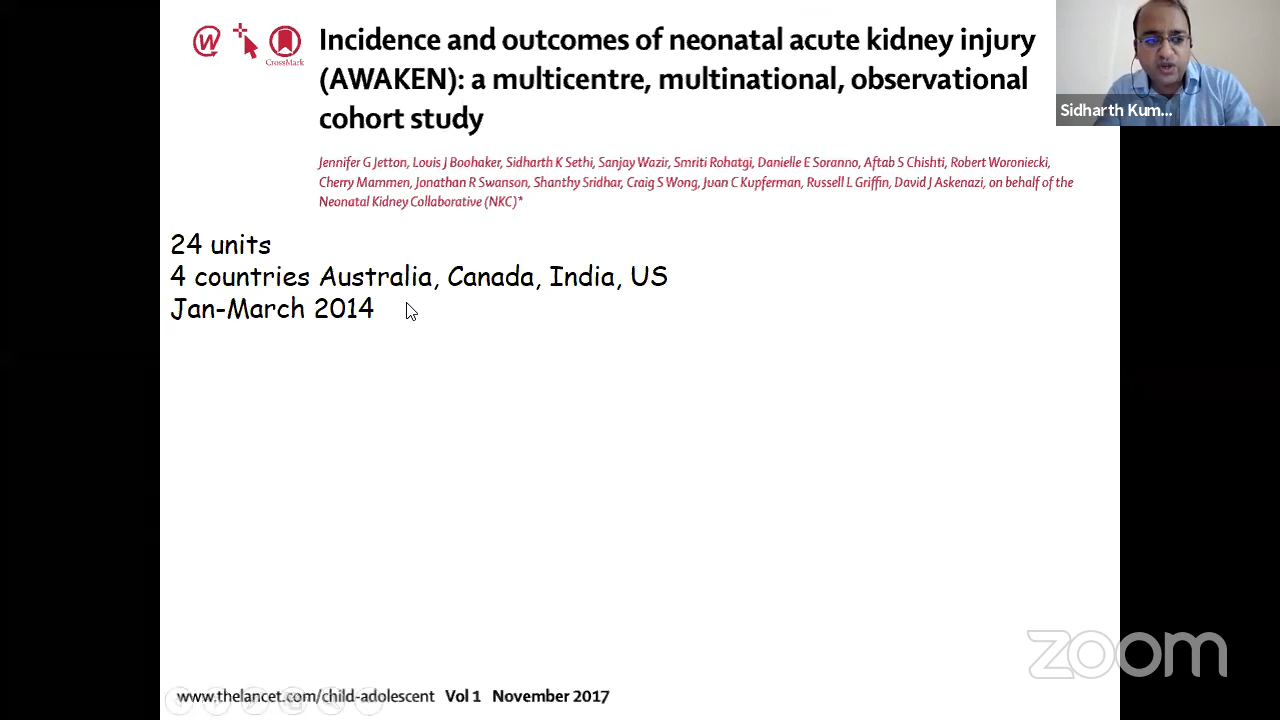 Incidence and outcomes of neonatal acute kidney injury
(AWAKEN): a multicentre, multinational, observational
cohort study
CrossMark
Jennifer G Jetton, Louis J Boohaker, Sidharth K Sethi, Sanjay Wazir, Smriti Rohatgi, Danielle E Soranno, Aftab S Chishti, Robert Woroniecki,
Cherry Mammen, Jonathan R Swanson, Shanthy Sridhar, Craig S Wong, Juan C Kupferman, Russell L Griffin, David J Askenazi, on behalf of the
Neonatal Kidney Collaborative (NKC)*
Sidharth Kum...
24 units
4 countries Australia, Canada, India, US
Jan-March 2014
zoom
www.thelancet.com/child-adolescent Vol 1 November 2017